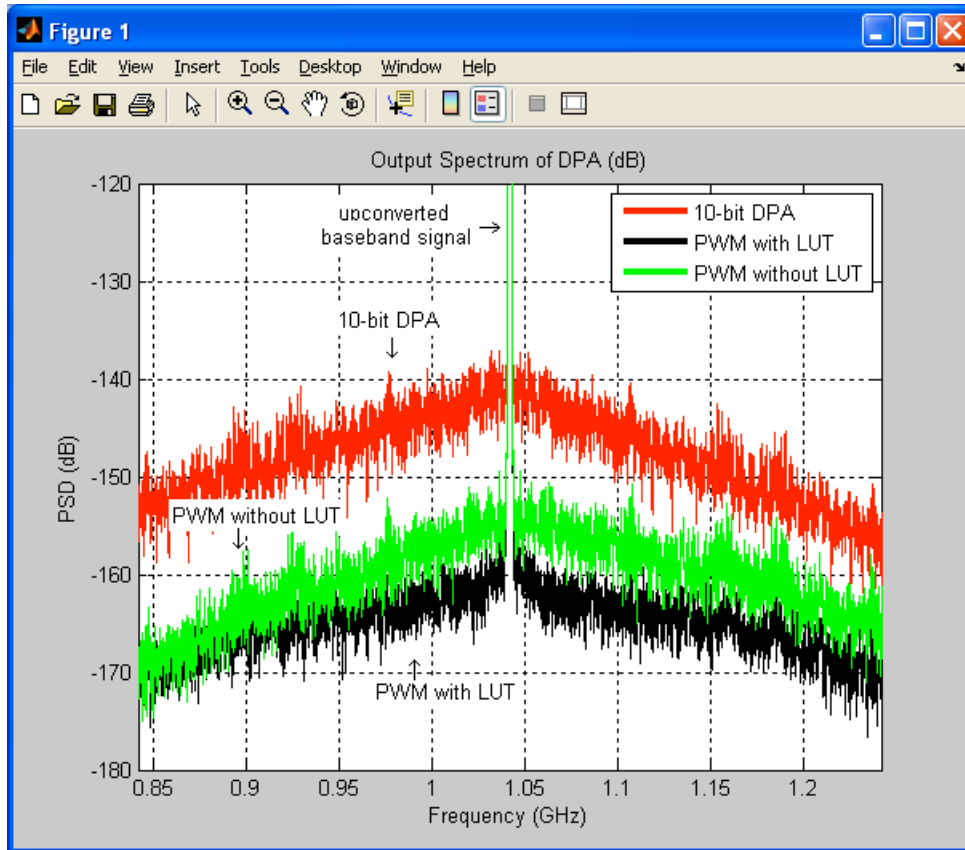 Figure 1
File Edit View Insert Tools Desktop Window Help
Output Spectrum of DPA (dB)
-120
upconverted
baseband signal
10-bit DPA
PWM with LUT
PWM without LUT
-130
10-bit DPA
-140
PSD (dB)
-150
PWM without LUT
-160
-170
PWM with LUT
-180
0.85 0.9 0.95 1 1.05 1.1 1.15 1.2
Frequency (GHz)